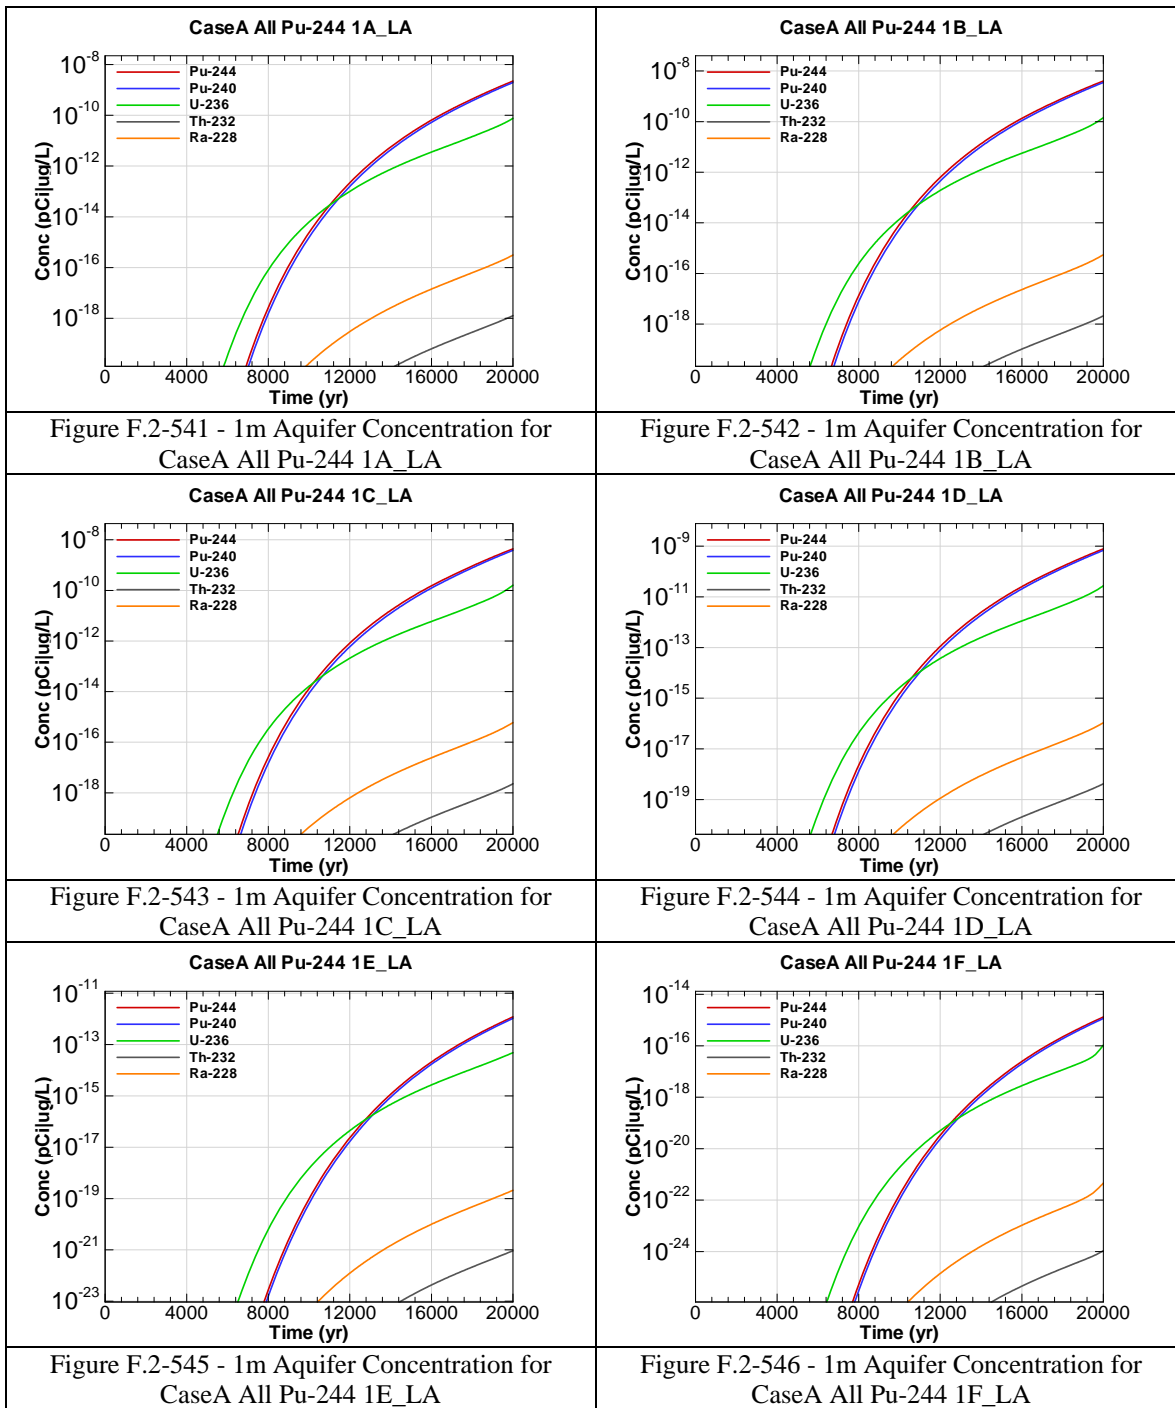 CaseA All Pu-244 1A_LA
Conc (pCi|ug/L)
10-8
10-10
10-12
10-14
10-16
10-18
Pu-244
Pu-240
U-236
Th-232
Ra-228
0 4000 8000 12000 16000 20000
Time (yr)
Figure F.2-541 - 1m Aquifer Concentration for
CaseA All Pu-244 1A_LA
CaseA All Pu-244 1B_LA
Conc (pCi|ug/L)
10-8
10-10
10-12
10-14
10-16
10-18
Pu-244
Pu-240
U-236
Th-232
Ra-228
0 4000 8000 12000 16000 20000
Time (yr)
Figure F.2-542 - 1m Aquifer Concentration for
CaseA All Pu-244 1B_LA
CaseA All Pu-244 1C_LA
Conc (pCi|ug/L)
10-8
10-10
10-12
10-14
10-16
10-18
Pu-244
Pu-240
U-236
Th-232
Ra-228
0 4000 8000 12000 16000 20000
Time (yr)
Figure F.2-543 - 1m Aquifer Concentration for
CaseA All Pu-244 1C_LA
CaseA All Pu-244 1D_LA
Conc (pCi|ug/L)
10-9
10-11
10-13
10-15
10-17
10-19
Pu-244
Pu-240
U-236
Th-232
Ra-228
0 4000 8000 12000 16000 20000
Time (yr)
Figure F.2-544 - 1m Aquifer Concentration for
CaseA All Pu-244 1D_LA
CaseA All Pu-244 1E_LA
Conc (pCi|ug/L)
10-11
10-13
10-15
10-17
10-19
10-21
10-23
Pu-244
Pu-240
U-236
Th-232
Ra-228
0 4000 8000 12000 16000 20000
Time (yr)
Figure F.2-545 - 1m Aquifer Concentration for
CaseA All Pu-244 1E_LA
CaseA All Pu-244 1F_LA
Conc (pCi|ug/L)
10-14
10-16
10-18
10-20
10-22
10-24
Pu-244
Pu-240
U-236
Th-232
Ra-228
0 4000 8000 12000 16000 20000
Time (yr)
Figure F.2-546 - 1m Aquifer Concentration for
CaseA All Pu-244 1F_LA